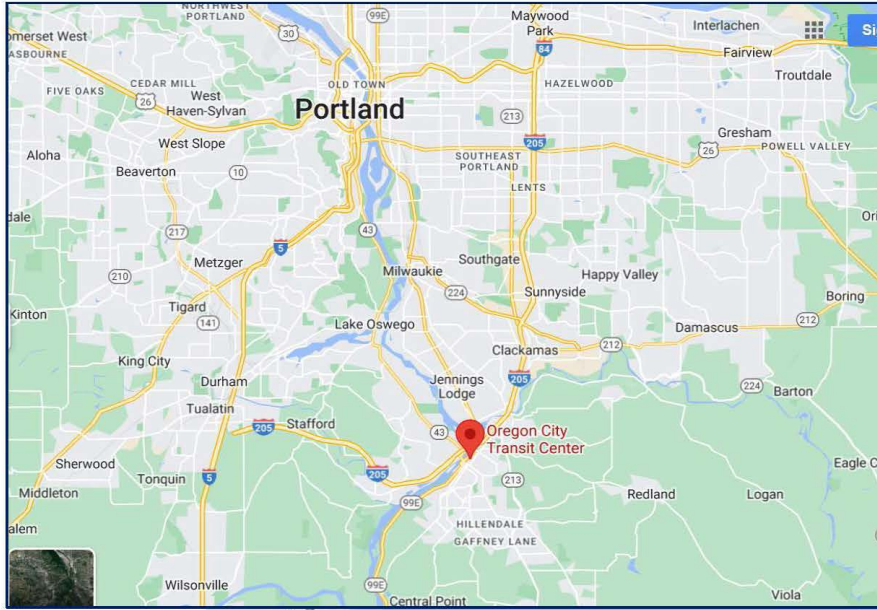 NORTHWEST
PORTLAND
99E
Maywood
Park
Interlachen
Si
omerset West
30
84
Fairview
ASBOURNE
CEDAR MILL
OLD TOWN
HAZELWOOD
Troutdale
FIVE OAKS
West
Haven-Sylvan
26
Portland
213
Gresham
West Slope
205
26
POWELL VALLEY
Aloha
SOUTHEAST
PORTLAND
Beaverton
10
LENTS
dale
43
Ori
217
5
Metzger
Southgate
210
Milwaukie
Happy Valley
224
Sunnyside
Boring
Kinton
Tigard
141
Lake Oswego
Damascus
212
King City
Clackamas
212
Durham
Jennings
Lodge
205
224
Barton
Tualatin
205
Stafford
43
Oregon City
Transit Center
Sherwood
5
Tonquin
205
213
Eagle C
Middleton
99E
Redland
Logan
alem
HILLENDALE
GAFFNEY LANE
Wilsonville
99E
Central Point
Viola